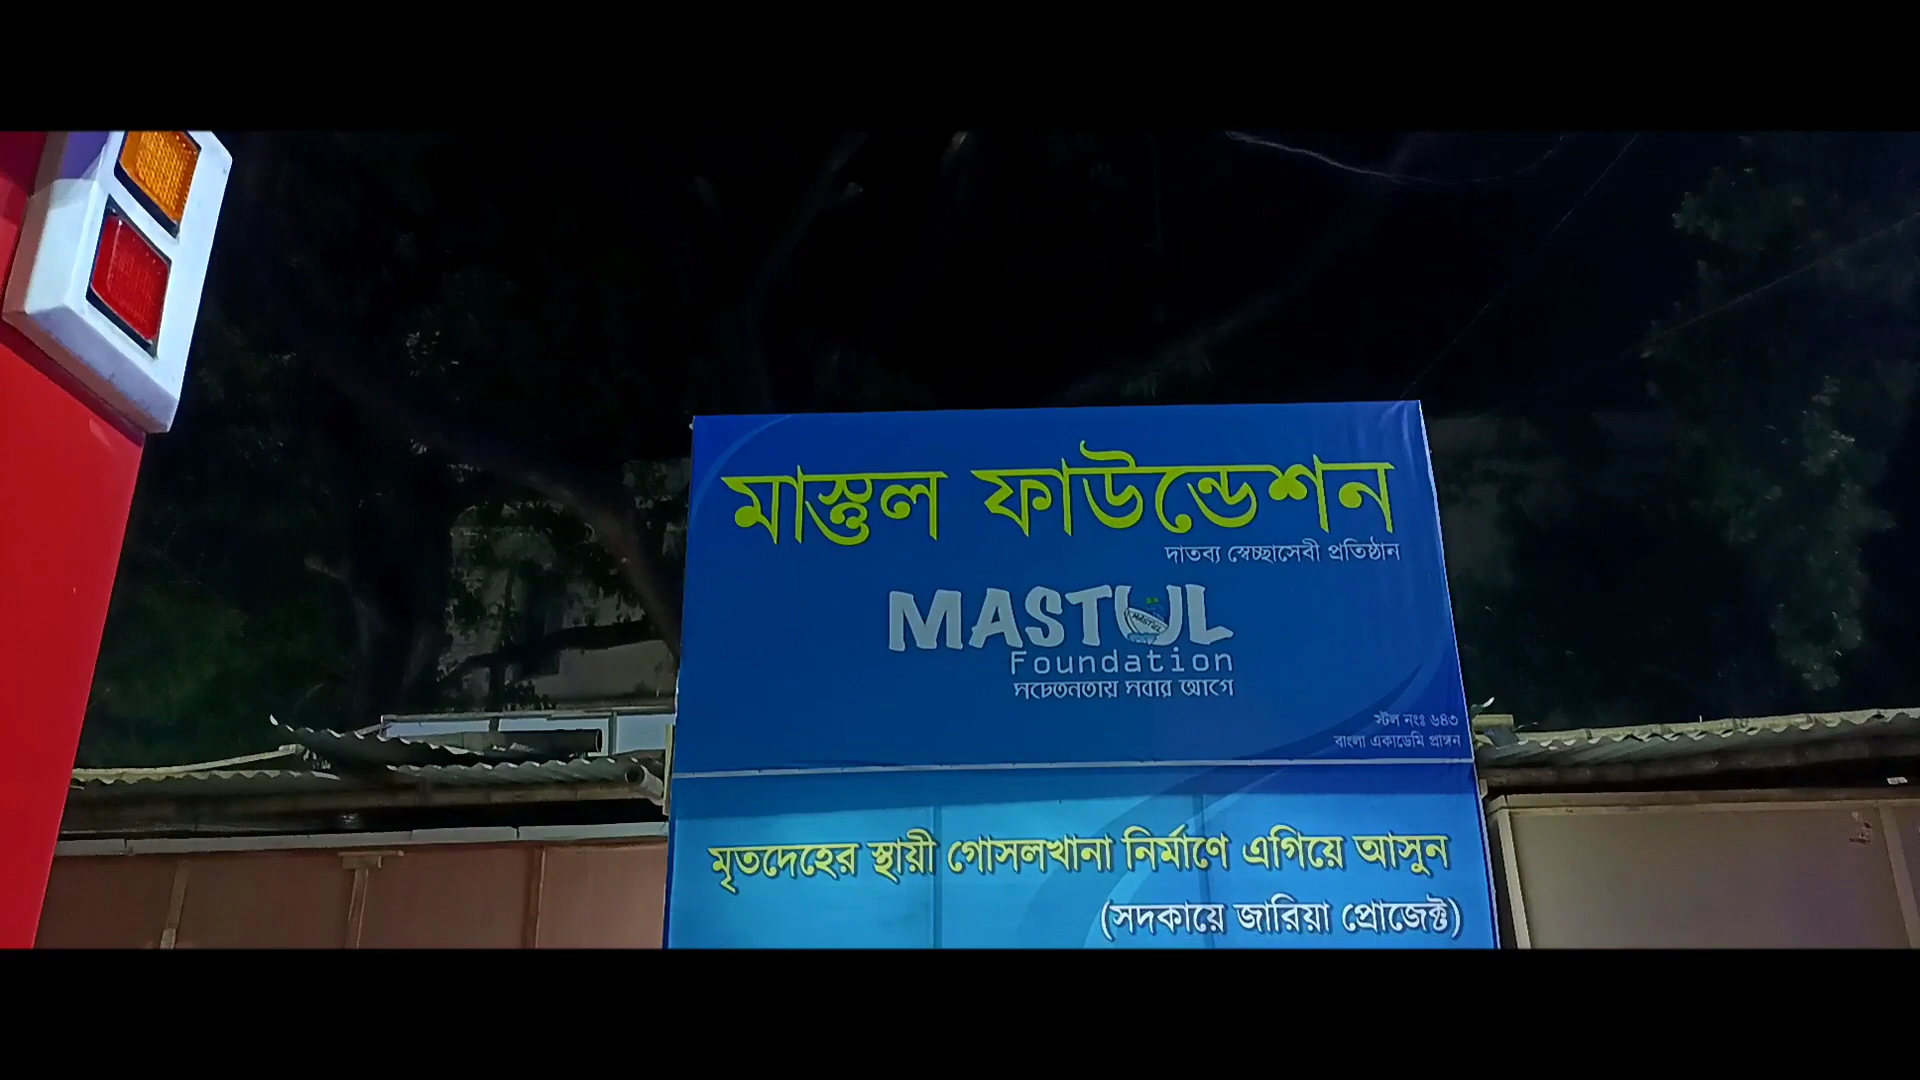 মাস্তুল ফাউন্ডেশন
দাতব্য স্বেচ্ছাসেবী প্রতিষ্ঠান
MASTUL
Foundation
সচেতনতায় সবার আগে
স্টল নংঃ ৬৪৩
বাংলা একাডেমি প্রাঙ্গন
মৃতদেহের স্থায়ী গোসলখানা নির্মাণে এগিয়ে আসুন
(সদকায়ে জারিয়া প্রোজেক্ট)